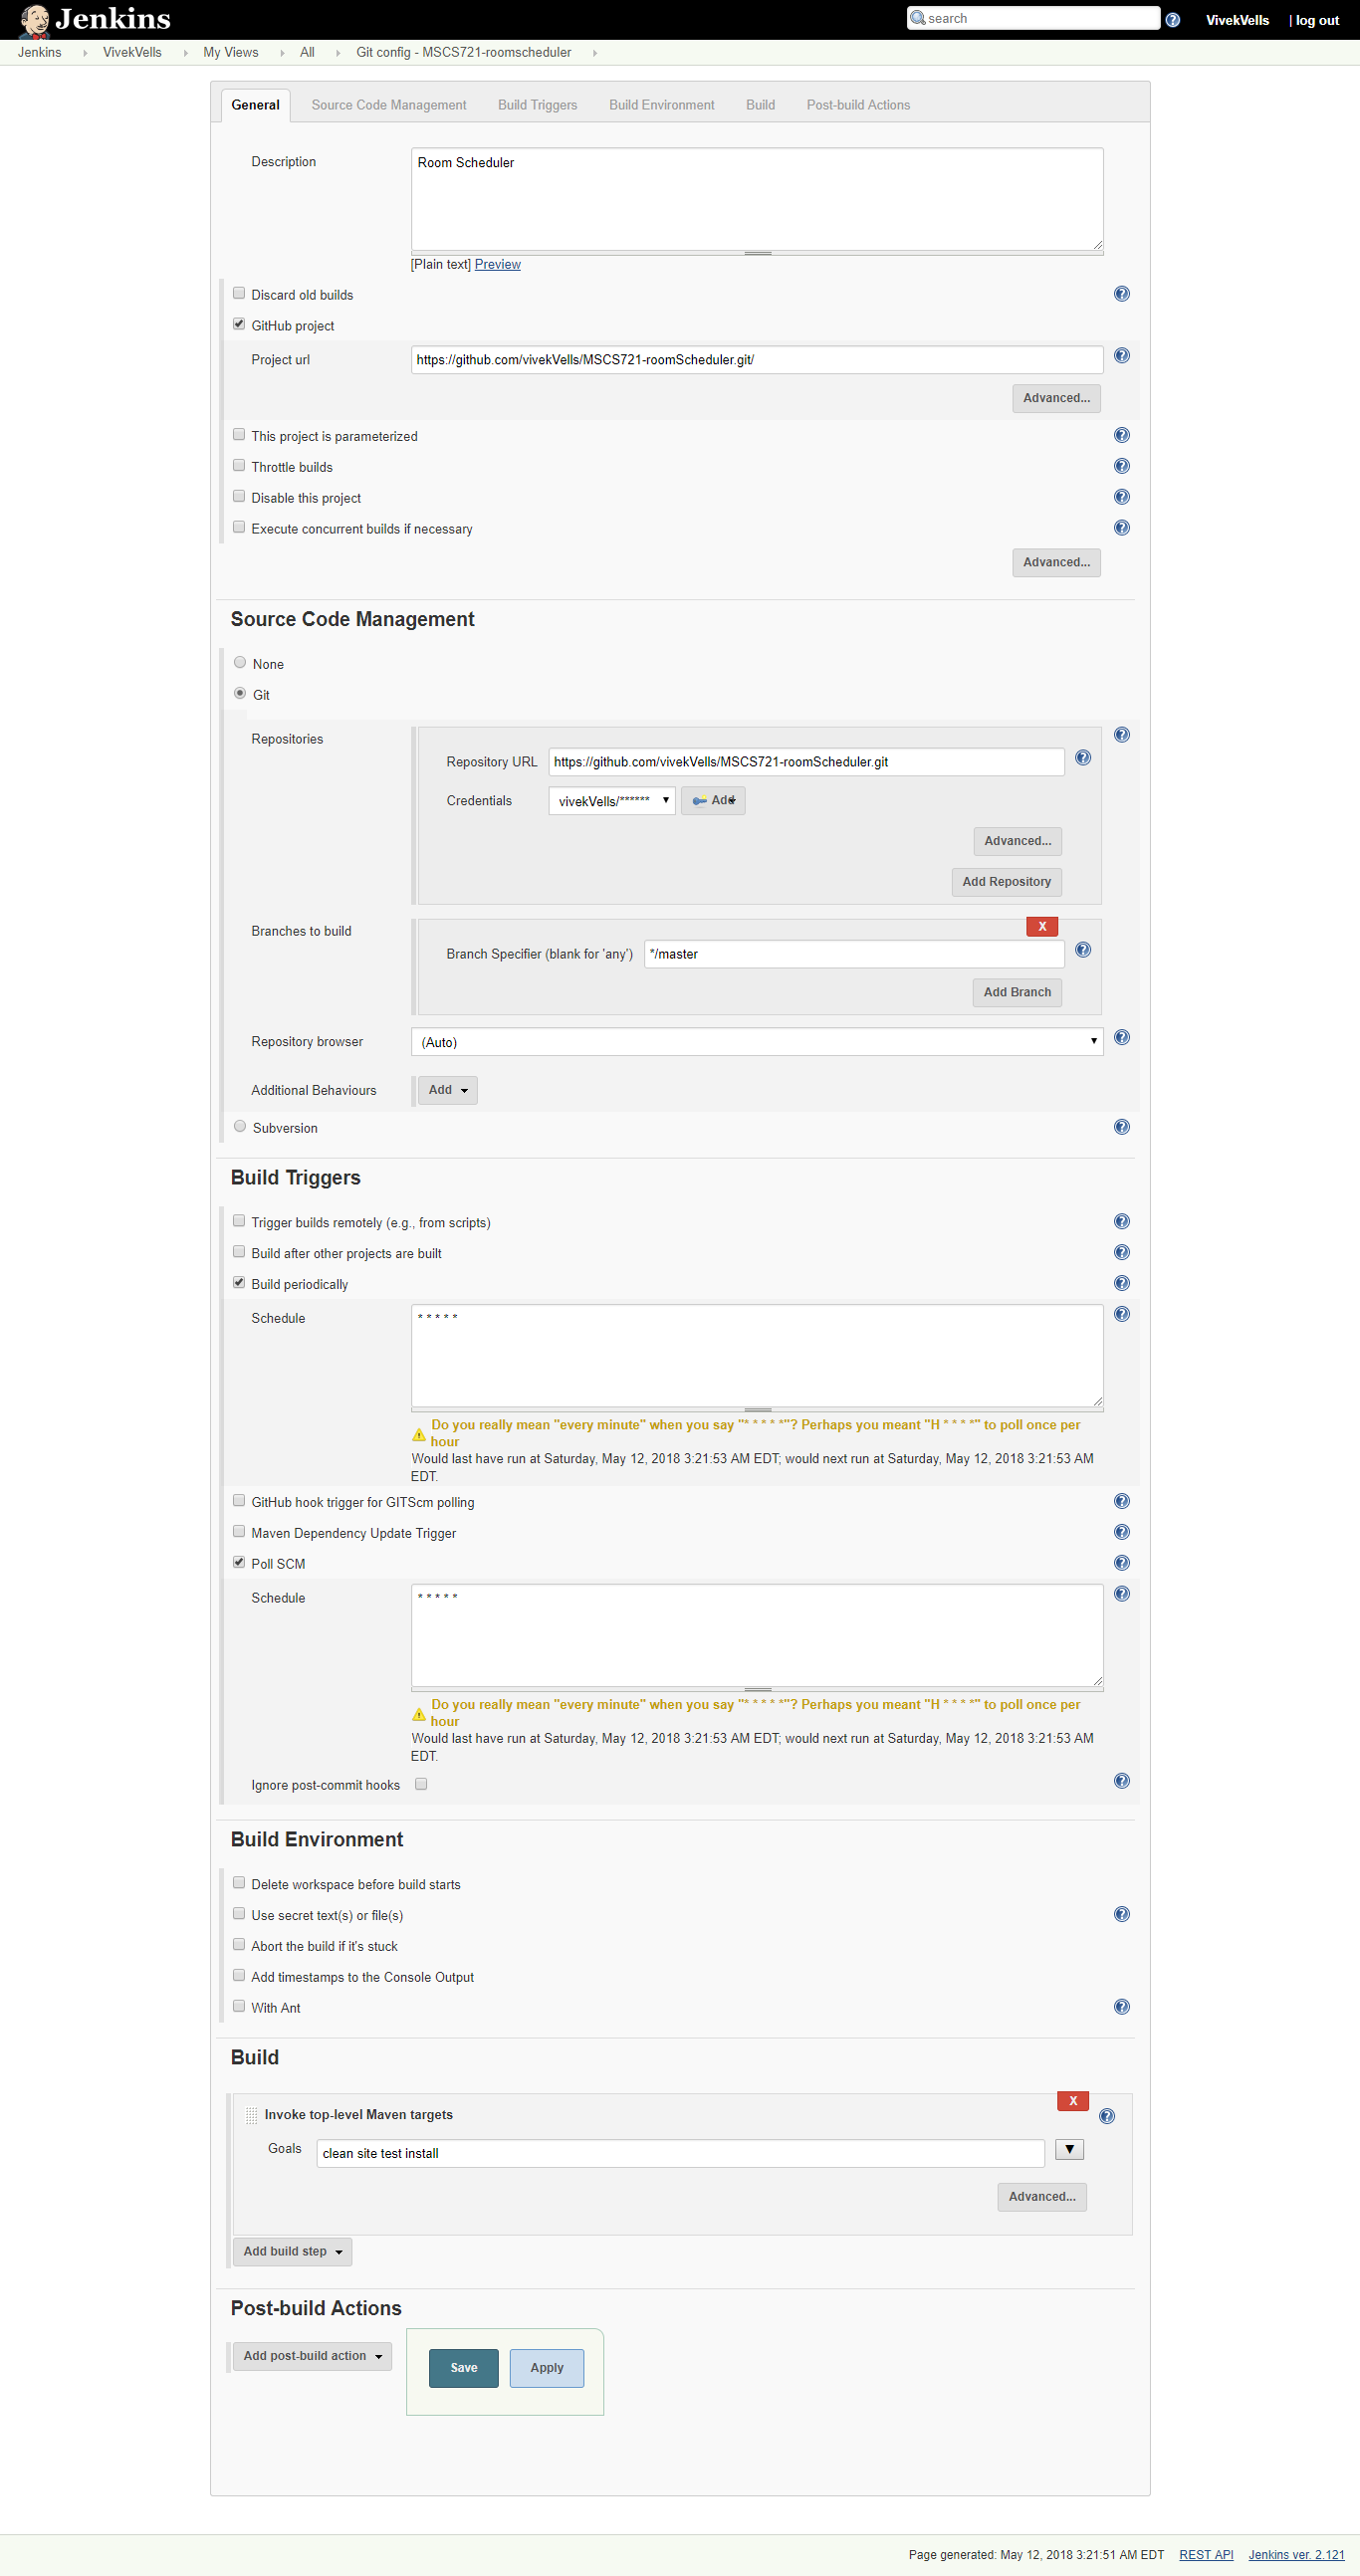 Jenkins
search
VivekVells
| log out
Jenkins
VivekVells
My Views
All
Git config - MSCS721-roomscheduler
General
Source Code Management
Build Triggers
Build Environment
Build
Post-build Actions
Description
Room Scheduler
[Plain text] Preview
Discard old builds
GitHub project
Project url
https://github.com/vivekVells/MSCS721-roomScheduler.git/
Advanced...
This project is parameterized
Throttle builds
Disable this project
Execute concurrent builds if necessary
Advanced...
Source Code Management
None
Git
Repositories
Repository URL
https://github.com/vivekVells/MSCS721-roomScheduler.git
Credentials
vivekVells/******
Add
Advanced...
Add Repository
Branches to build
X
Branch Specifier (blank for 'any')
*/master
Add Branch
Repository browser
(Auto)
Additional Behaviours
Add
Subversion
Build Triggers
Trigger builds remotely (e.g., from scripts)
Build after other projects are built
Build periodically
Schedule
* * * * *
Do you really mean "every minute" when you say "* * * * *"? Perhaps you meant "H * * * *" to poll once per
hour
Would last have run at Saturday, May 12, 2018 3:21:53 AM EDT; would next run at Saturday, May 12, 2018 3:21:53 AM
EDT.
GitHub hook trigger for GITScm polling
Maven Dependency Update Trigger
Poll SCM
Schedule
* * * * *
Do you really mean "every minute" when you say "* * * * *"? Perhaps you meant "H * * * *" to poll once per
hour
Would last have run at Saturday, May 12, 2018 3:21:53 AM EDT; would next run at Saturday, May 12, 2018 3:21:53 AM
EDT.
Ignore post-commit hooks
Build Environment
Delete workspace before build starts
Use secret text(s) or file(s)
Abort the build if it's stuck
Add timestamps to the Console Output
With Ant
Build
X
Invoke top-level Maven targets
Goals
clean site test install
Advanced...
Add build step
Post-build Actions
Add post-build action
Save
Apply
Page generated: May 12, 2018 3:21:51 AM EDT
REST API
Jenkins ver. 2.121